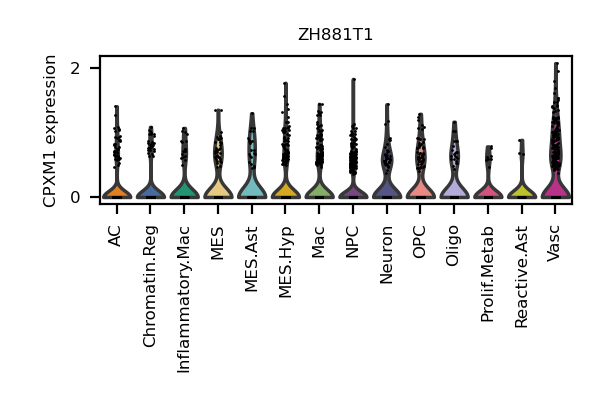 ZH881T1
CPXM1 expression
2
0
AC
Chromatin.Reg
Inflammatory.Mac
MES
MES.Ast
MES.Hyp
Mac
NPC
Neuron
OPC
Oligo
Prolif.Metab
Reactive.Ast
Vasc